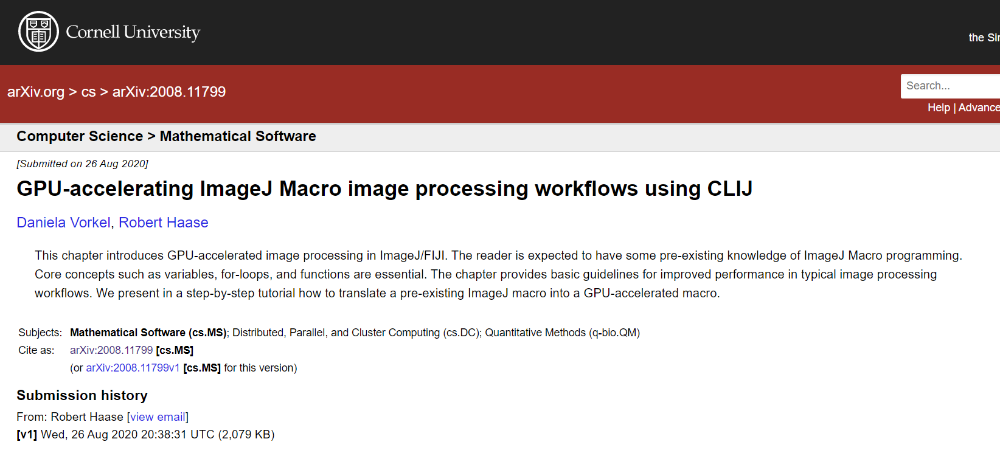 Cornell University
the Si
arXiv.org > cs > arXiv:2008.11799
Search...
Help | Advance
Computer Science > Mathematical Software
[Submitted on 26 Aug 2020]
GPU-accelerating ImageJ Macro image processing workflows using CLIJ
Daniela Vorkel, Robert Haase
This chapter introduces GPU-accelerated image processing in ImageJ/FIJI. The reader is expected to have some pre-existing knowledge of ImageJ Macro programming.
Core concepts such as variables, for-loops, and functions are essential. The chapter provides basic guidelines for improved performance in typical image processing
workflows. We present in a step-by-step tutorial how to translate a pre-existing ImageJ macro into a GPU-accelerated macro.
Subjects: Mathematical Software (cs.MS); Distributed, Parallel, and Cluster Computing (cs.DC); Quantitative Methods (q-bio.QM)
Cite as: arXiv:2008.11799 [cs.MS]
(or arXiv:2008.11799v1 [cs.MS] for this version)
Submission history
From: Robert Haase [view email]
[v1] Wed, 26 Aug 2020 20:38:31 UTC (2,079 KB)